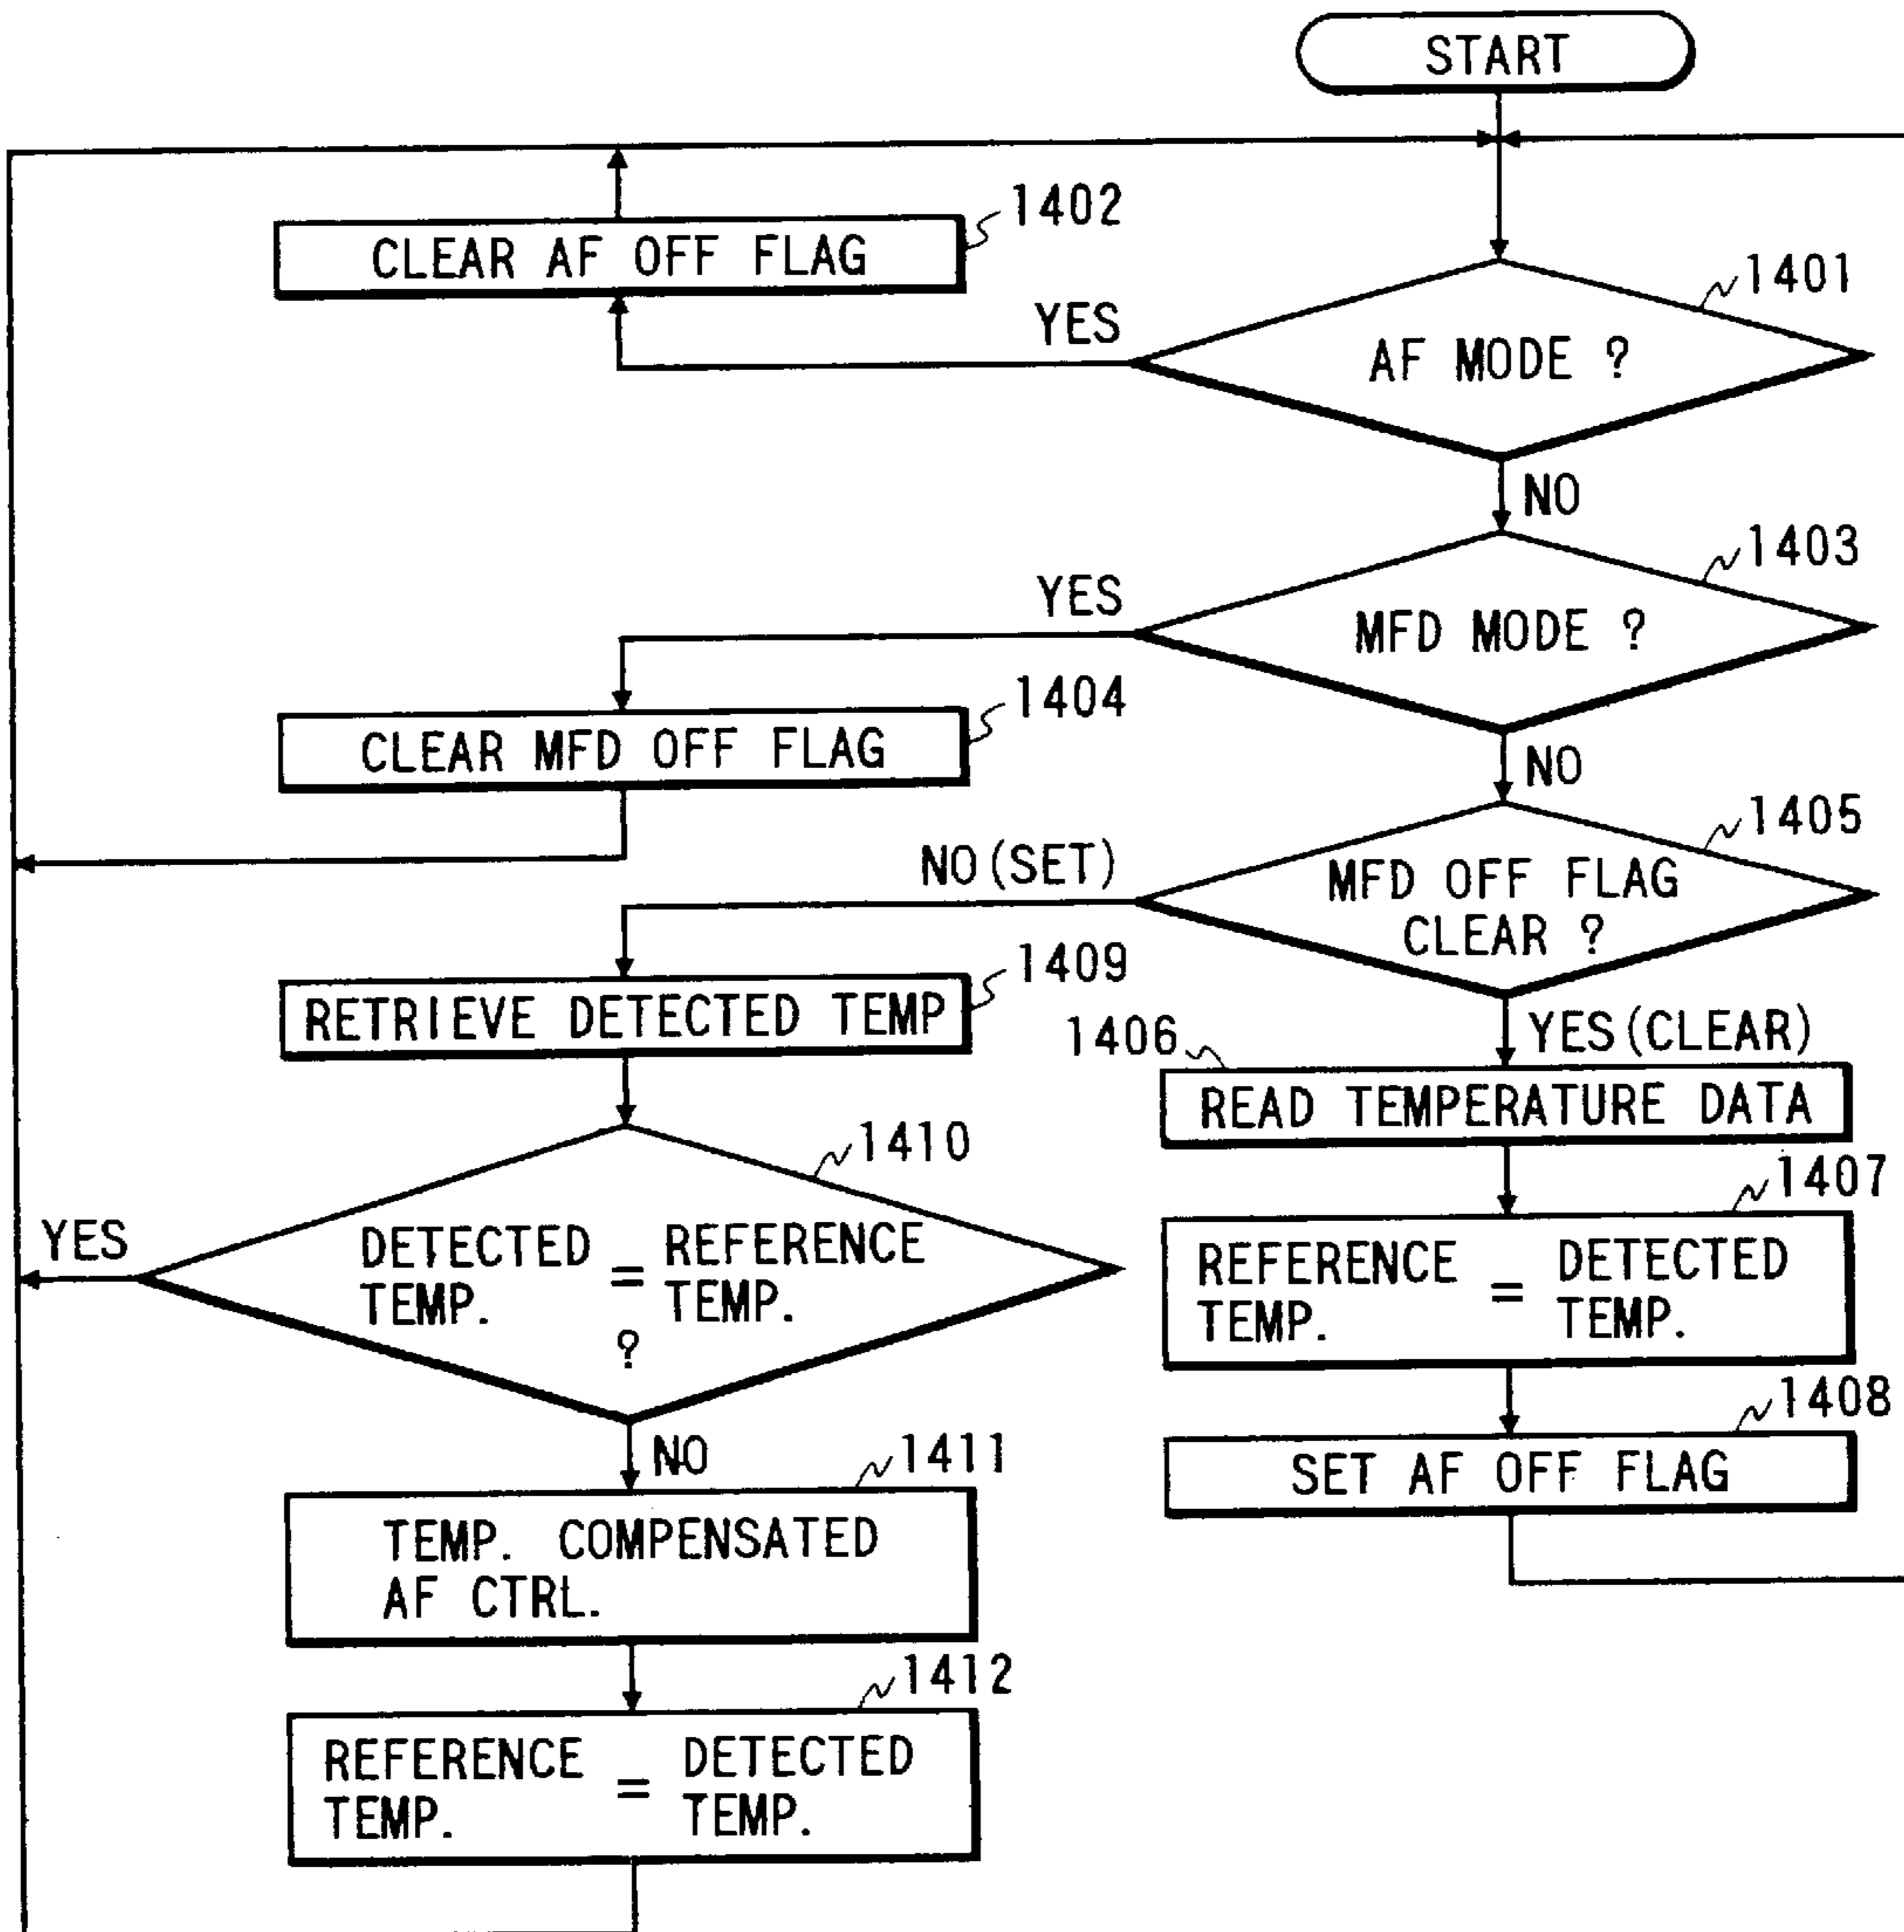 START
1402
CLEAR AF OFF FLAG
1401
YES
AF MODE ?
NO
1403
YES
MFD MODE ?
1404
CLEAR MFD OFF FLAG
NO
1405
NO(SET)
MFD OFF FLAG
CLEAR ?
1409
RETRIEVE DETECTED TEMP
YES(CLEAR)
1406
READ TEMPERATURE DATA
1410
YES
DETECTED
TEMP.
=
REFERENCE
TEMP.
?
1407
REFERENCE
TEMP.
=
DETECTED
TEMP.
1408
SET AF OFF FLAG
NO
1411
TEMP. COMPENSATED
AF CTRL.
1412
REFERENCE
TEMP.
=
DETECTED
TEMP.